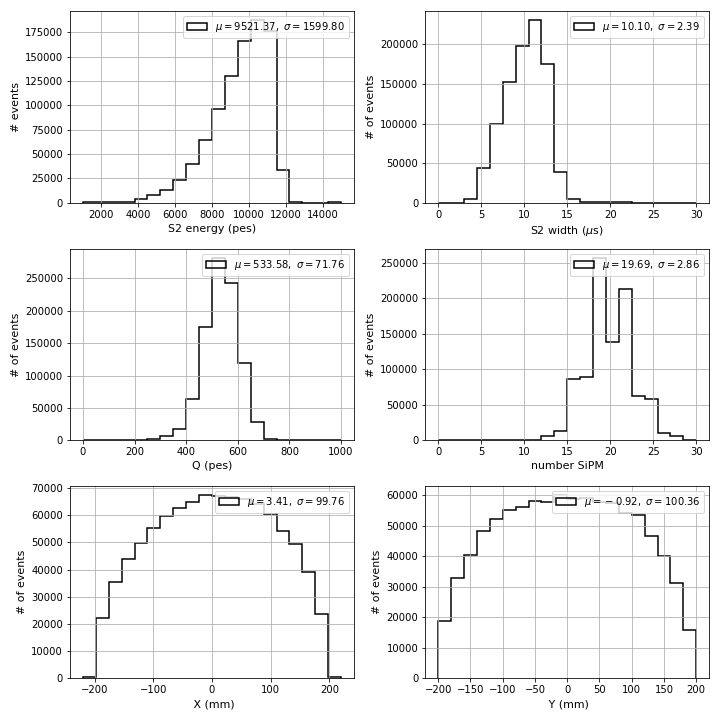 μ = 9521.37, σ = 1599.80
# events
175000
150000
125000
100000
75000
50000
25000
0
2000 4000 6000 8000 10000 12000 14000
S2 energy (pes)
μ = 10.10, σ = 2.39
# of events
200000
150000
100000
50000
0
0 5 10 15 20 25 30
S2 width (μs)
μ = 533.58, σ = 71.76
# of events
250000
200000
150000
100000
50000
0
0 200 400 600 800 1000
Q (pes)
μ = 19.69, σ = 2.86
# of events
250000
200000
150000
100000
50000
0
0 5 10 15 20 25 30
number SiPM
μ = 3.41, σ = 99.76
# of events
70000
60000
50000
40000
30000
20000
10000
0
−200 −100 0 100 200
X (mm)
μ = −0.92, σ = 100.36
# of events
60000
50000
40000
30000
20000
10000
0
−200 −150 −100 −50 0 50 100 150 200
Y (mm)